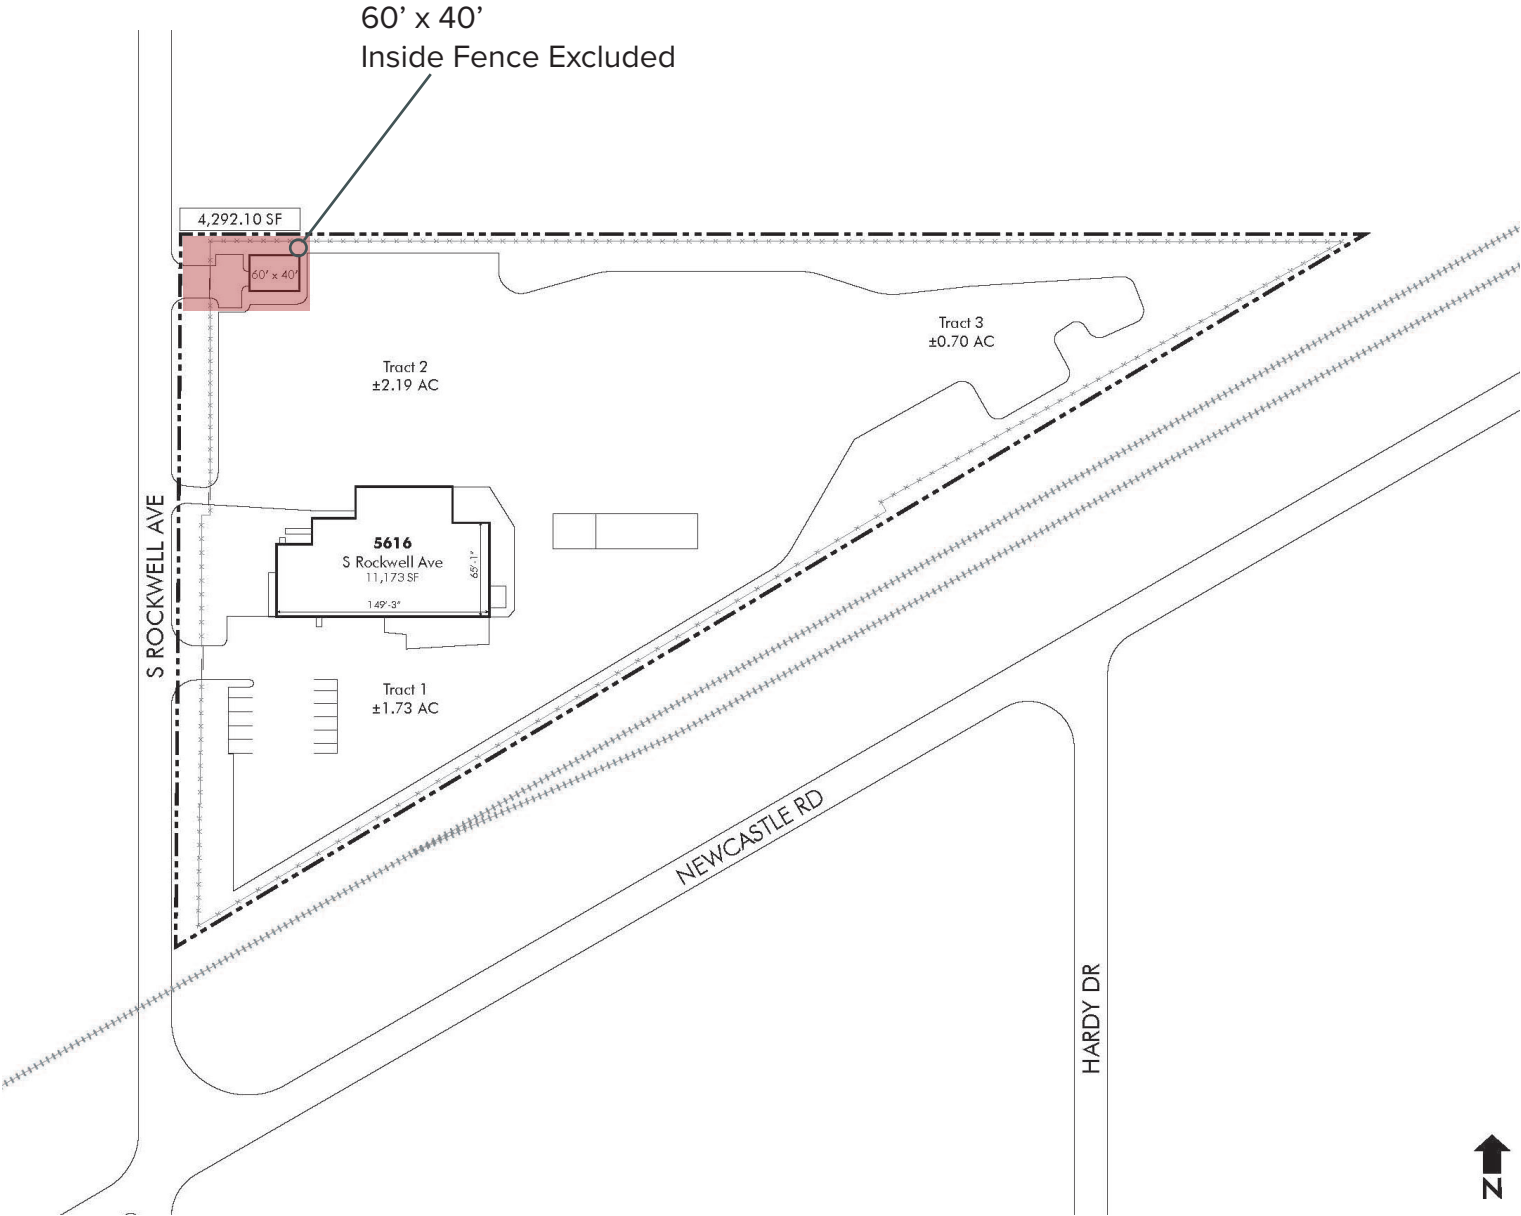 60’ x 40’
Inside Fence Excluded
4,292.10 SF
60’ x 40’
Tract 3
±0.70 AC
Tract 2
±2.19 AC
S ROCKWELL AVE
5616
S Rockwell Ave
11,173 SF
65'-1"
149'-3"
Tract 1
±1.73 AC
NEWCASTLE RD
HARDY DR
N